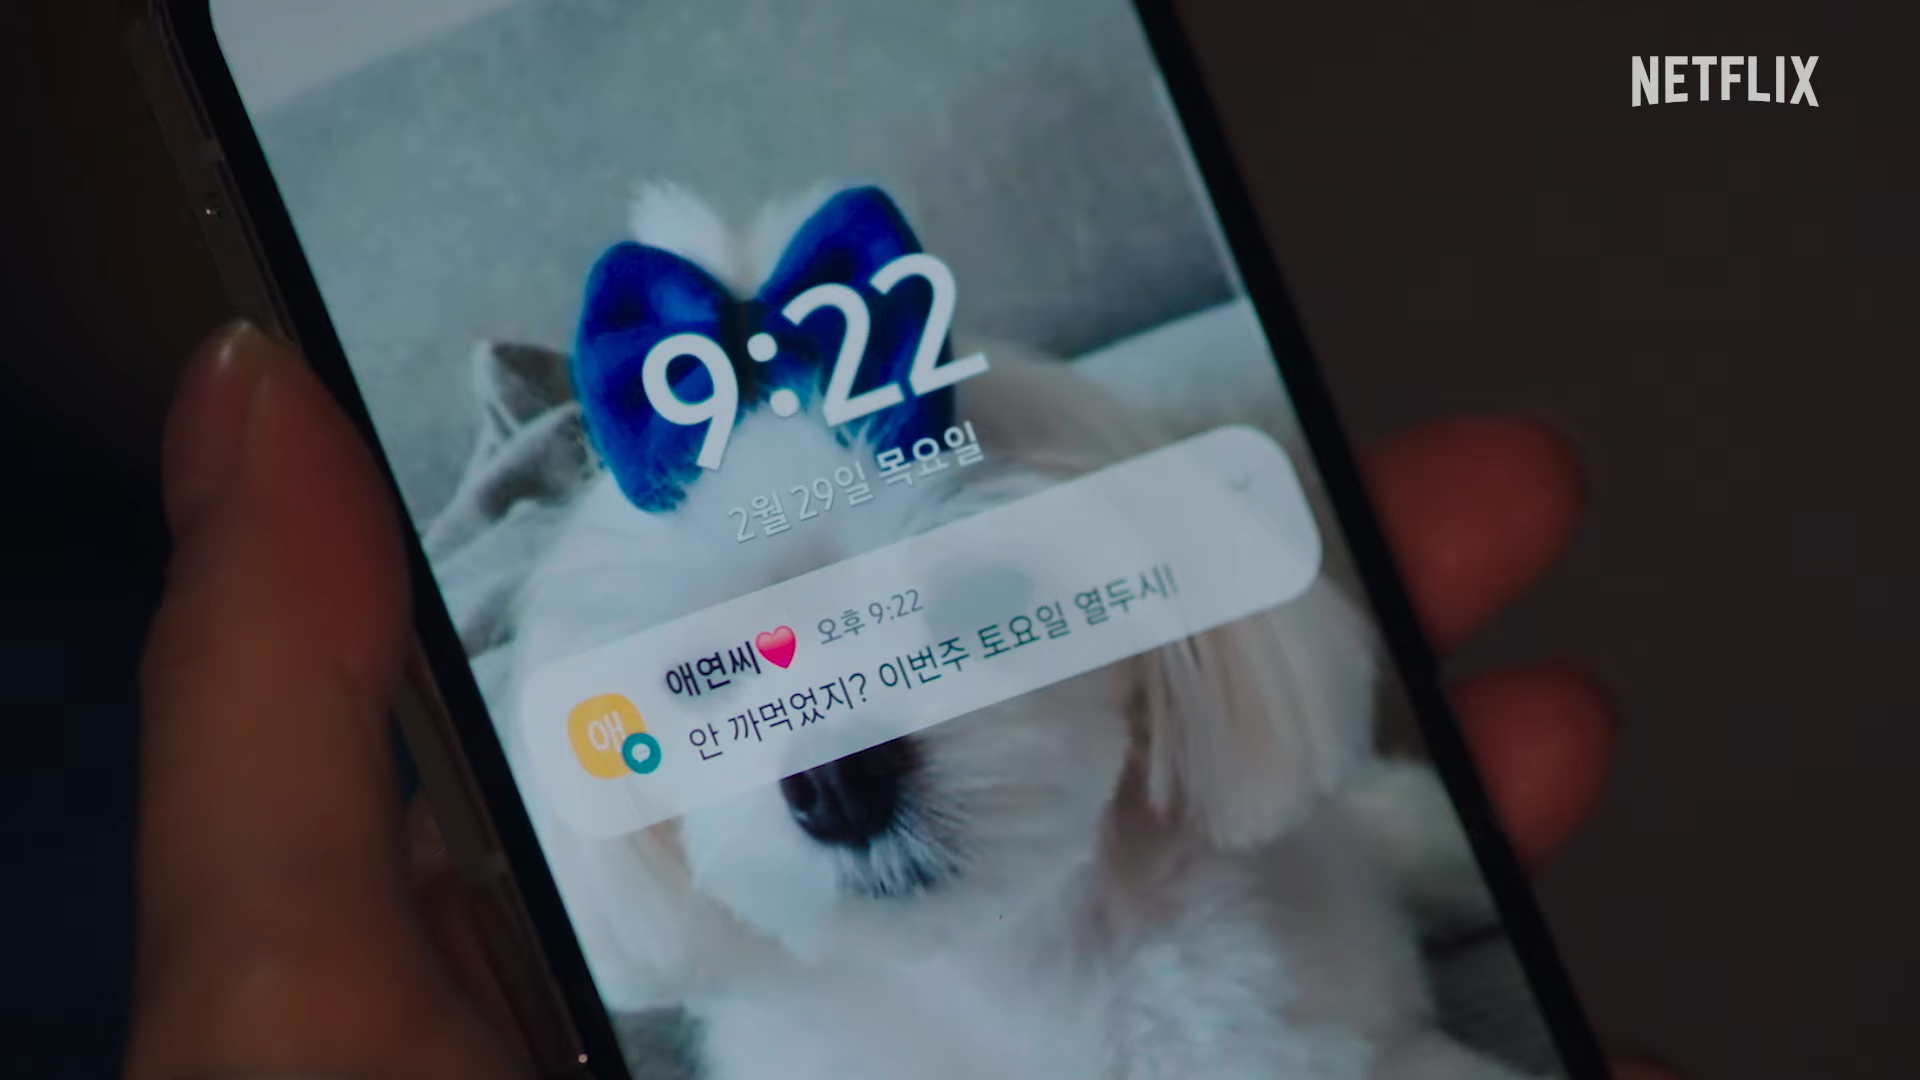 NETFLIX
9:22
2월 29일 목요일
애연씨❤️ 오후 9:22
안 까먹었지? 이번주 토요일 열두시!
애